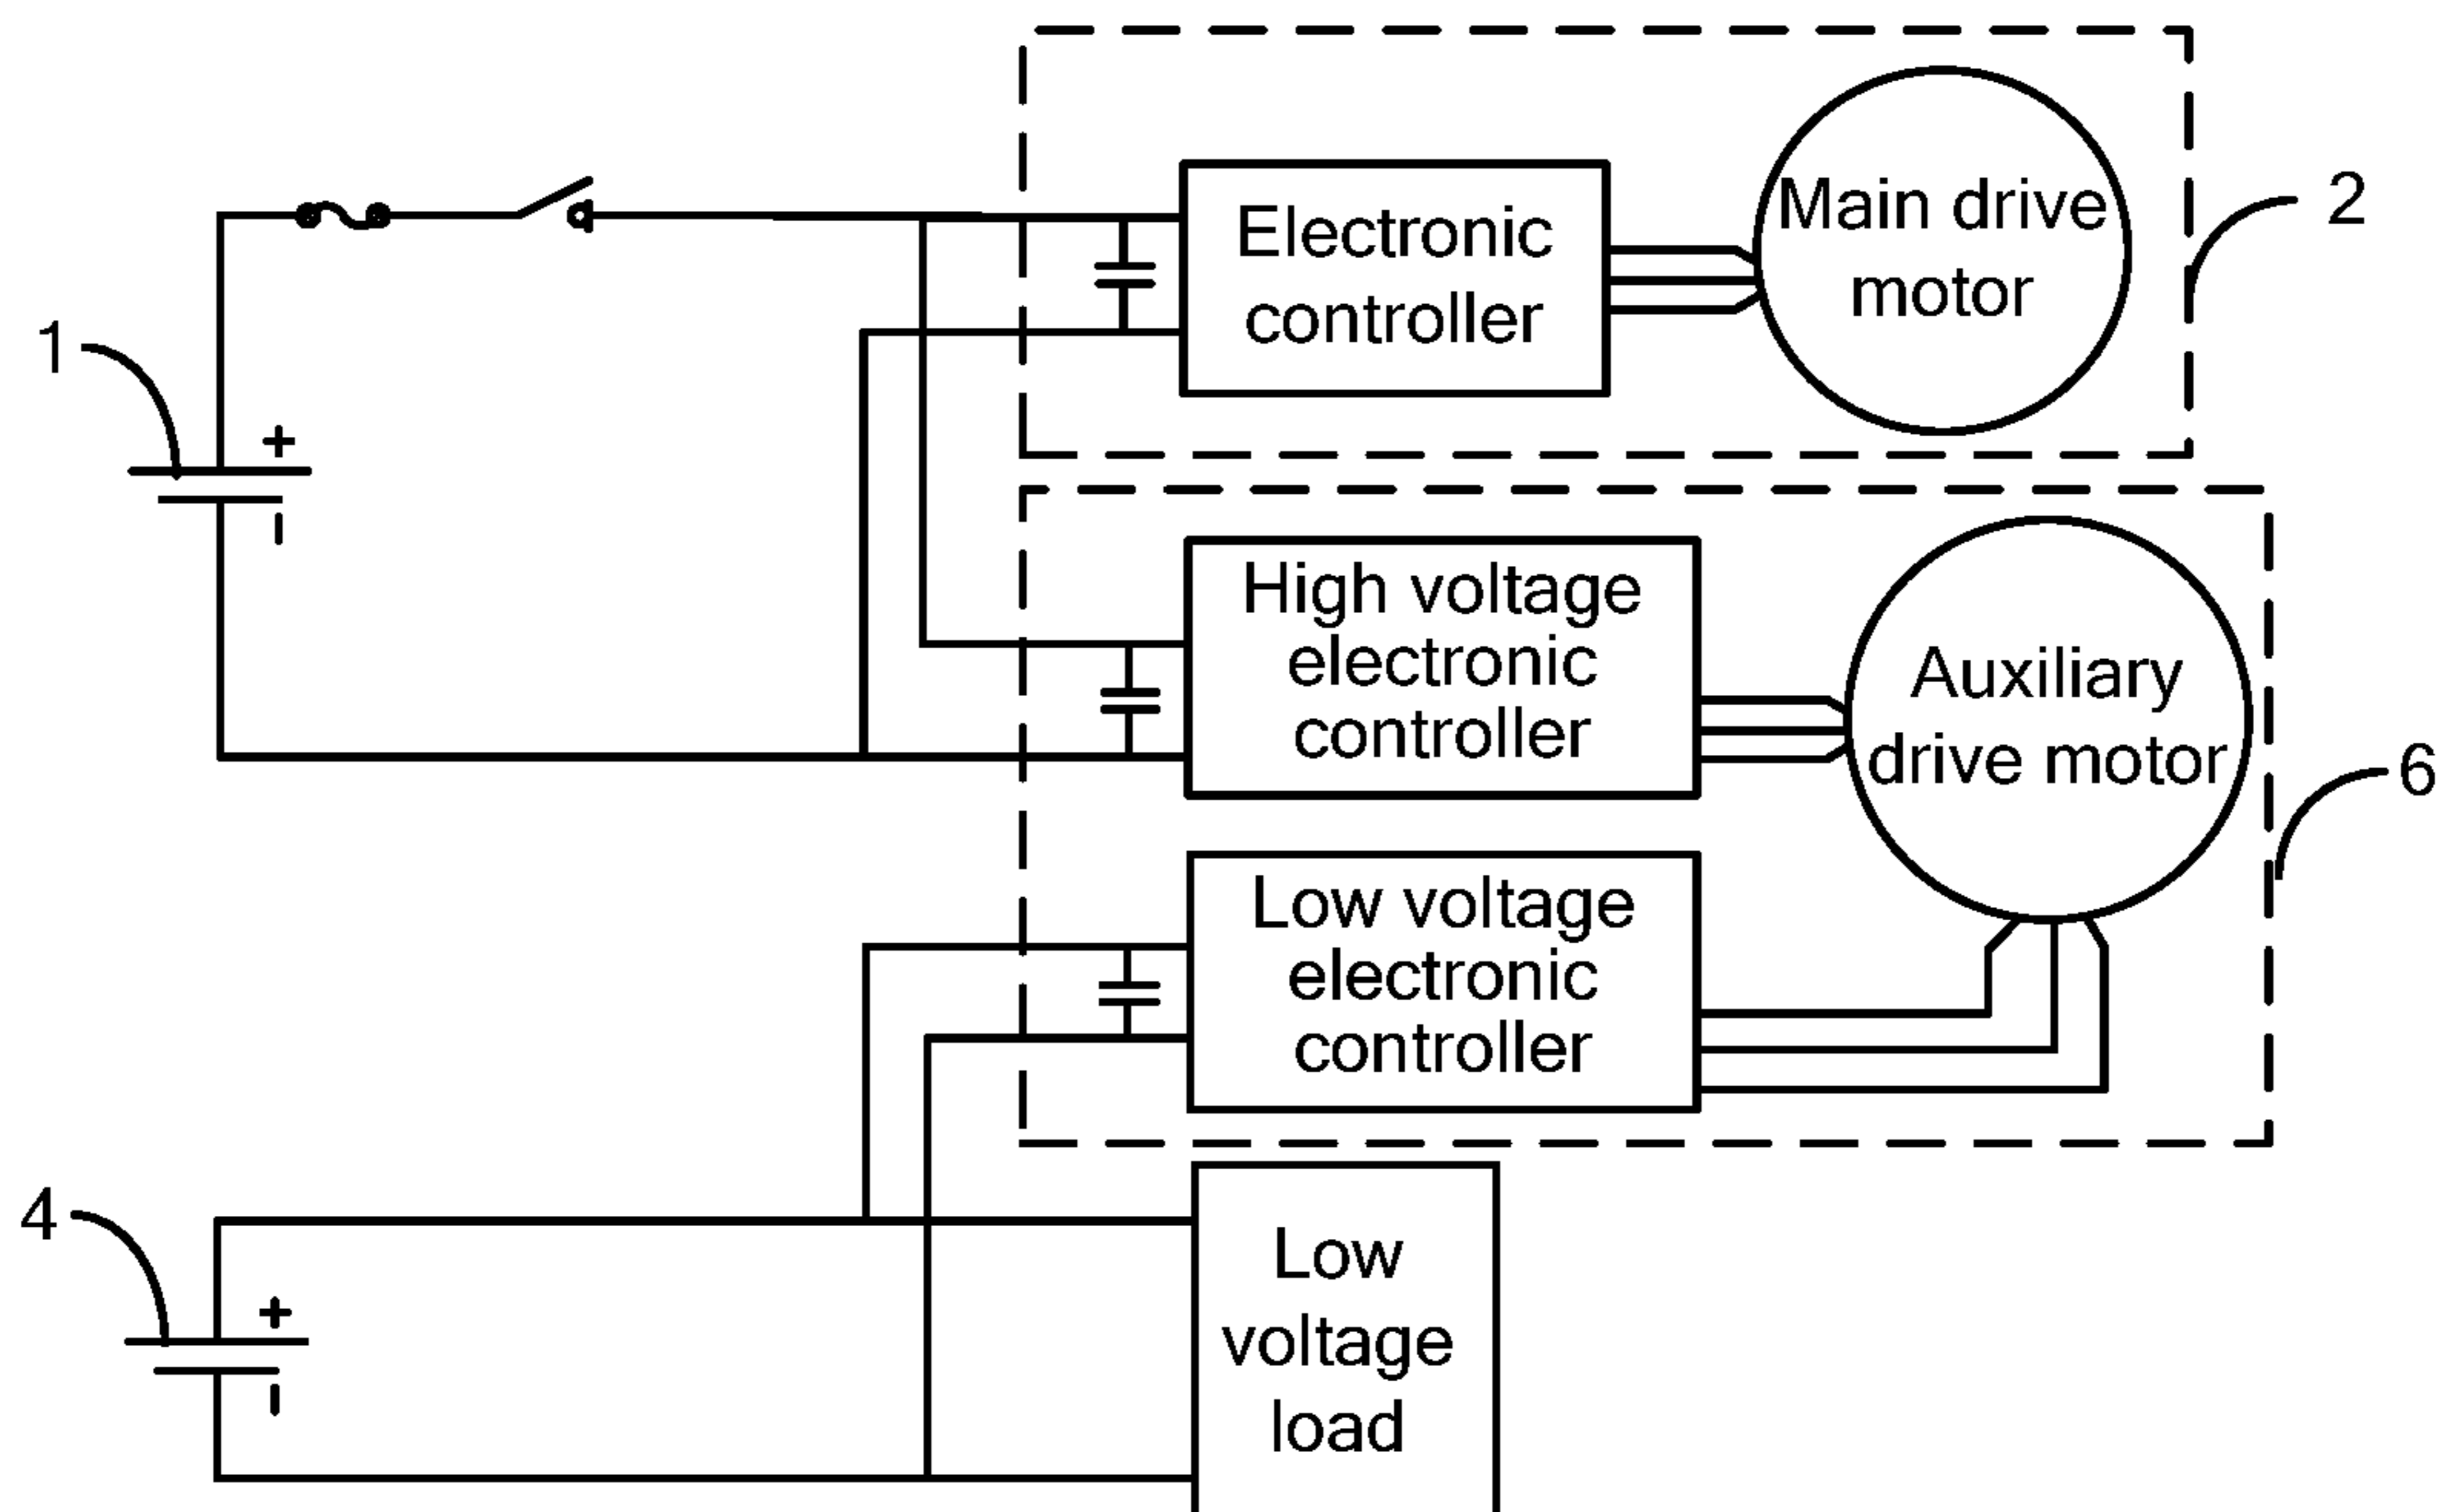 Electronic
controller
Main drive
motor
2
1
+
-
High voltage
electronic
controller
Auxiliary
drive motor
6
Low voltage
electronic
controller
4
+
-
Low
voltage
load